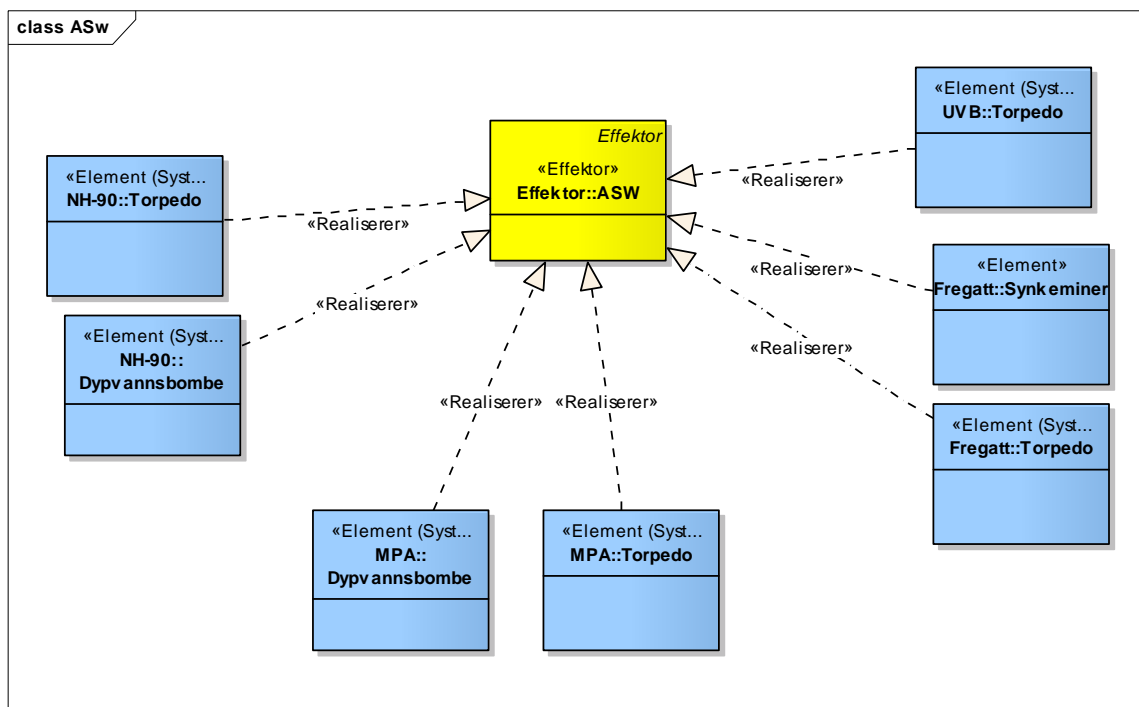 class ASw
«Element (Syst...
UVB::Torpedo
Effektor
«Effektor»
Effektor::ASW
«Element (Syst...
NH-90::Torpedo
«Realiserer»
«Realiserer»
«Element»
Fregatt::Synkeminer
«Realiserer»
«Realiserer»
«Element (Syst...
NH-90::
Dypvannsbombe
«Realiserer»
«Element (Syst...
Fregatt::Torpedo
«Realiserer»
«Realiserer»
«Element (Syst...
MPA::
Dypvannsbombe
«Element (Syst...
MPA::Torpedo